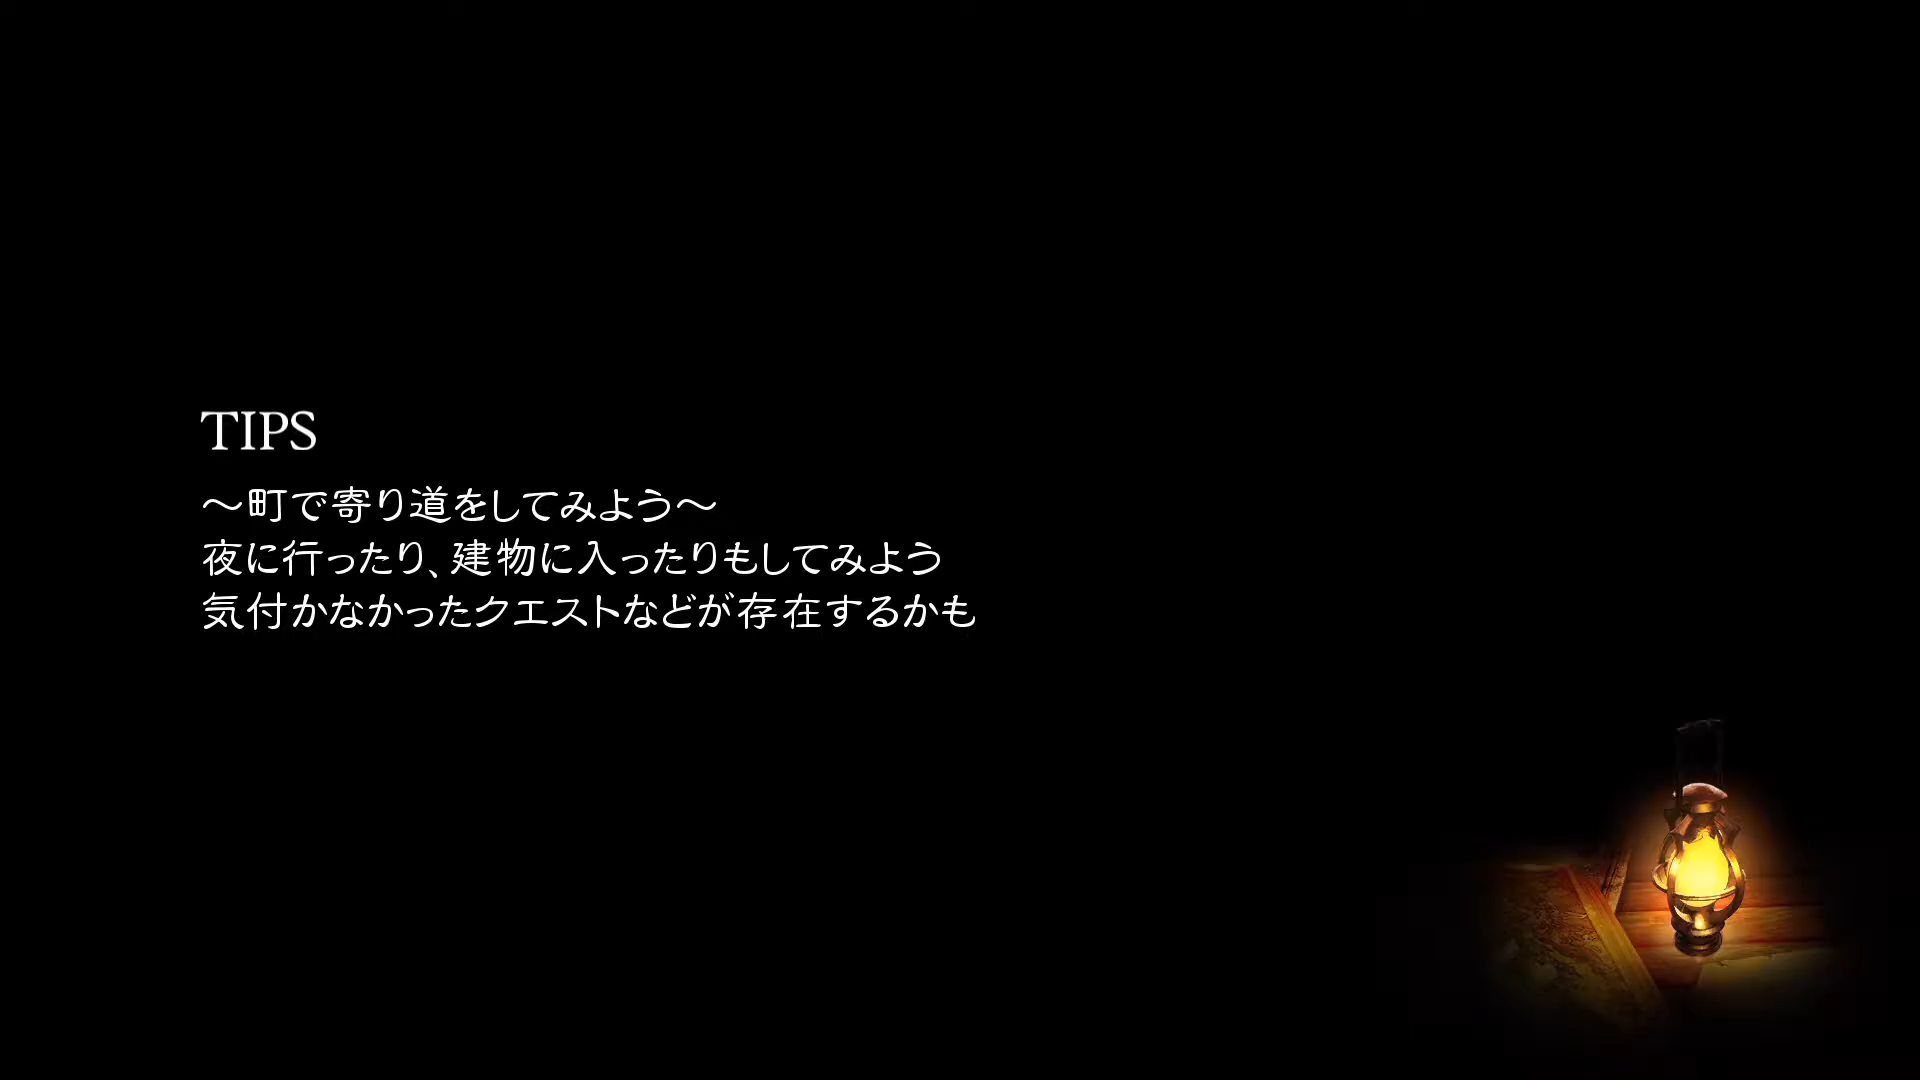 TIPS
～町で寄り道をしてみよう～
夜に行ったり、建物に入ったりもしてみよう
気付かなかったクエストなどが存在するかも